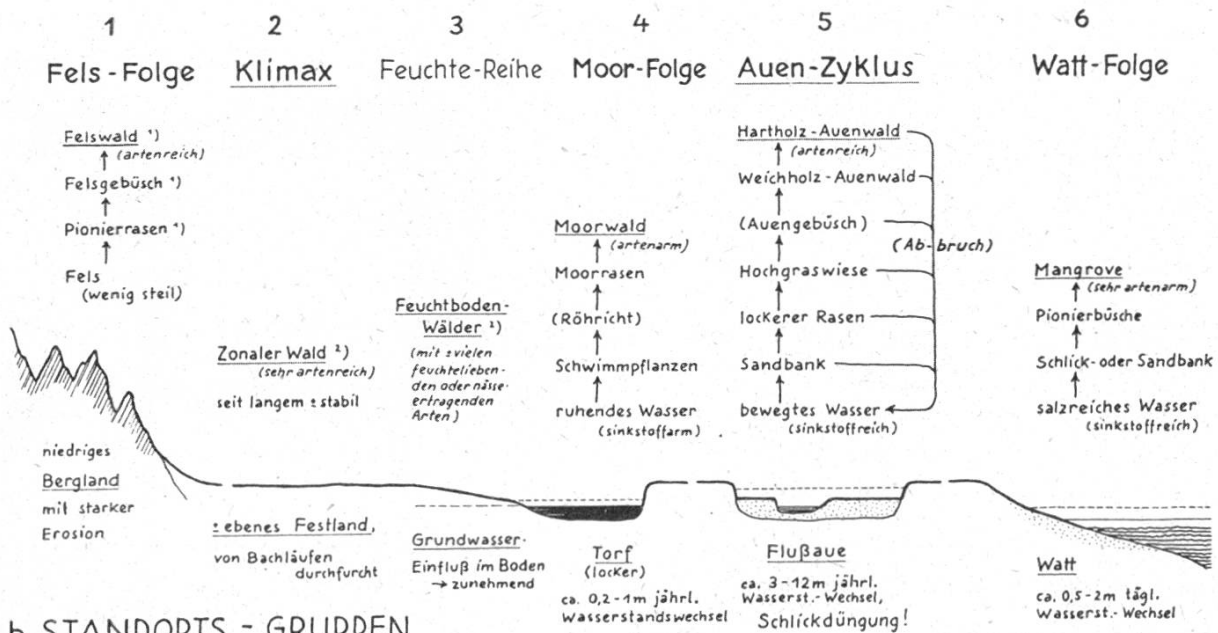 1
Fels-Folge
Felswald ¹)
(artenreich)
Felsgebüsch ¹)
Pionierrasen ¹)
Fels
(wenig steil)
niedriges
Bergland
mit starker
Erosion
2
Klimax
Zonaler Wald ²)
(sehr artenreich)
seit langem ± stabil
± ebenes Festland,
von Bachläufen
durchfurcht
3
Feuchte-Reihe
Feuchtboden-
Wälder ²)
(mit ± vielen
feuchtelieben-
den oder nässe-
ertragenden
Arten)
Grundwasser-
Einfluß im Boden
→ zunehmend
4
Moor-Folge
Moorwald
(artenarm)
Moorrasen
(Röhricht)
Schwimmpflanzen
ruhendes Wasser
(sinkstoffarm)
Torf
(locker)
ca. 0,2-1m jährl.
Wasserstandswechsel
5
Auen-Zyklus
Hartholz-Auenwald
(artenreich)
Weichholz-Auenwald
(Auengebüsch)
(Ab-bruch)
Hochgraswiese
lockerer Rasen
Sandbank
bewegtes Wasser
(sinkstoffreich)
Flußaue
ca. 3-12m jährl.
Wasserst.-Wechsel,
Schlickdüngung!
6
Watt-Folge
Mangrove
(sehr artenarm)
Pionierbüsche
Schlick- oder Sandbank
salzreiches Wasser
(sinkstoffreich)
Watt
ca. 0,5-2m tägl.
Wasserst.-Wechsel
b STANDORTS-GRUPPEN